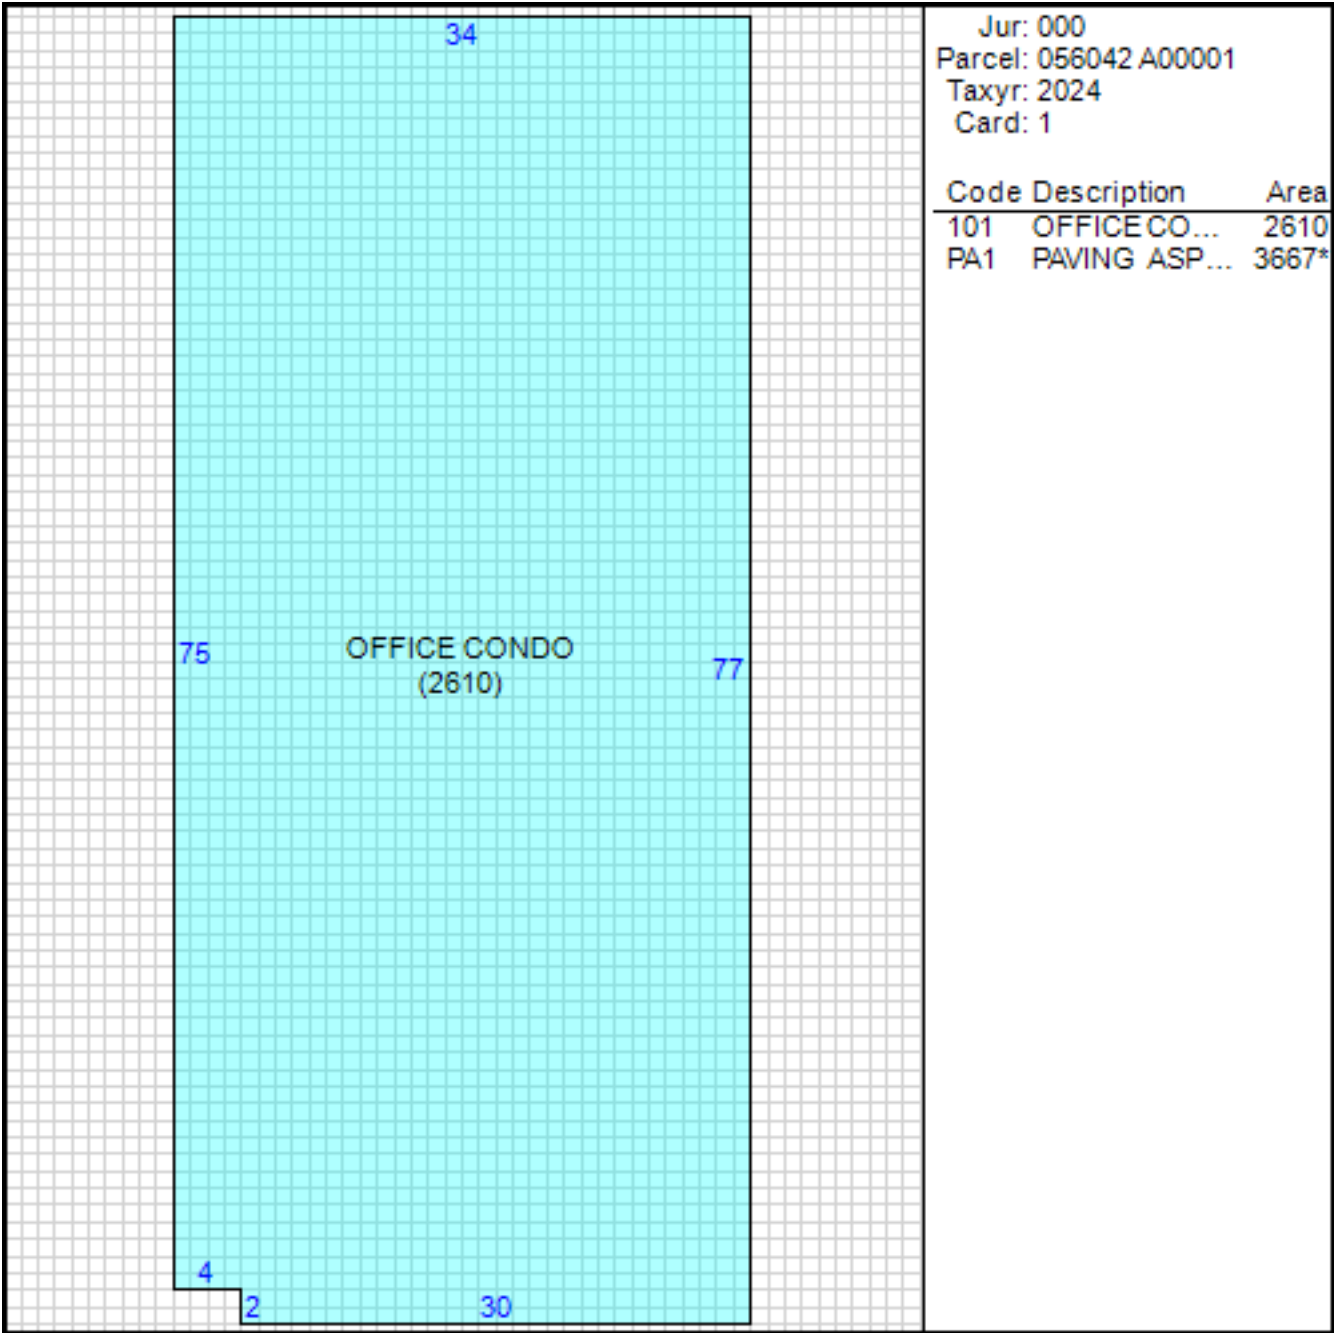 34
75
OFFICE CONDO
(2610)
77
4
2
30
Jur: 000
Parcel: 056042 A00001
Taxyr: 2024
Card: 1
Code Description Area
101 OFFICE CO... 2610
PA1 PAVING ASP... 3667*